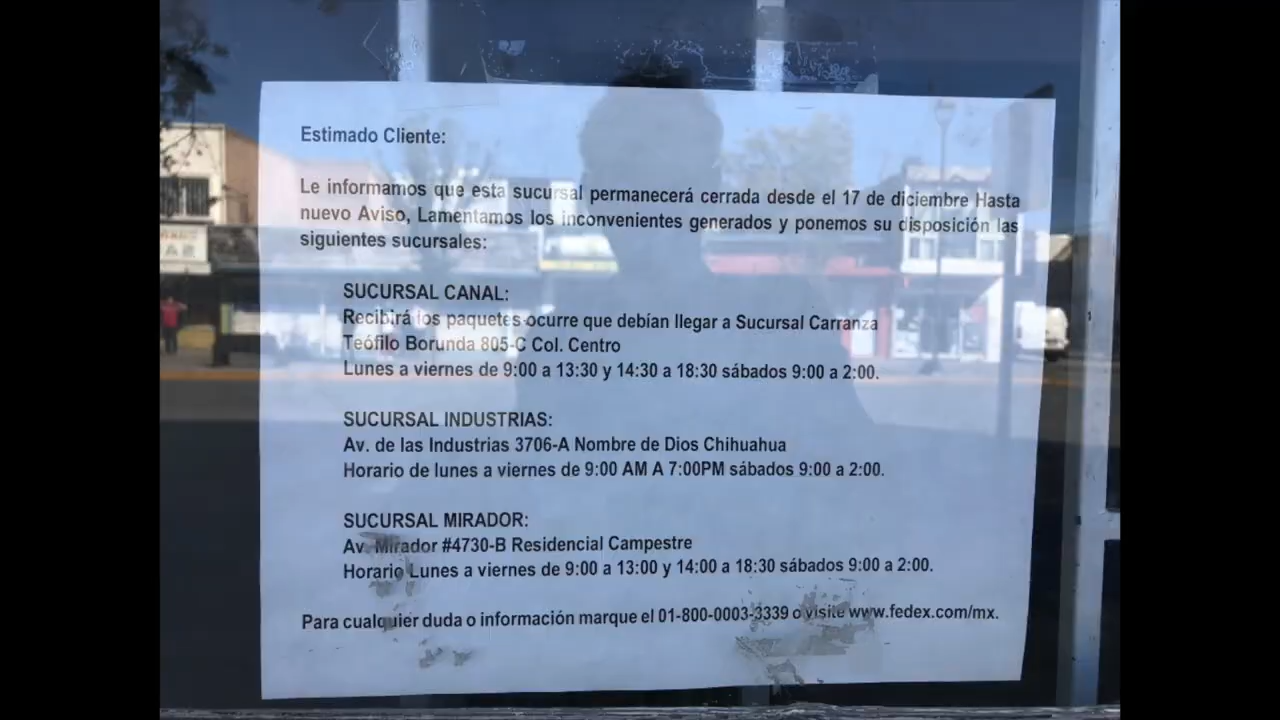 Estimado Cliente:
Le informamos que esta sucursal permanecerá cerrada desde el 17 de diciembre Hasta
nuevo Aviso, Lamentamos los inconvenientes generados y ponemos su disposición las
siguientes sucursales:
SUCURSAL CANAL:
Recibirá los paquetes ocurre que debían llegar a Sucursal Carranza
Teófilo Borunda 805-C Col. Centro
Lunes a viernes de 9:00 a 13:30 y 14:30 a 18:30 sábados 9:00 a 2:00.
SUCURSAL INDUSTRIAS:
Av. de las Industrias 3706-A Nombre de Dios Chihuahua
Horario de lunes a viernes de 9:00 AM A 7:00PM sábados 9:00 a 2:00.
SUCURSAL MIRADOR:
Av. Mirador #4730-B Residencial Campestre
Horario Lunes a viernes de 9:00 a 13:00 y 14:00 a 18:30 sábados 9:00 a 2:00.
Para cualquier duda o información marque el 01-800-0003-3339 o visite www.fedex.com/mx.